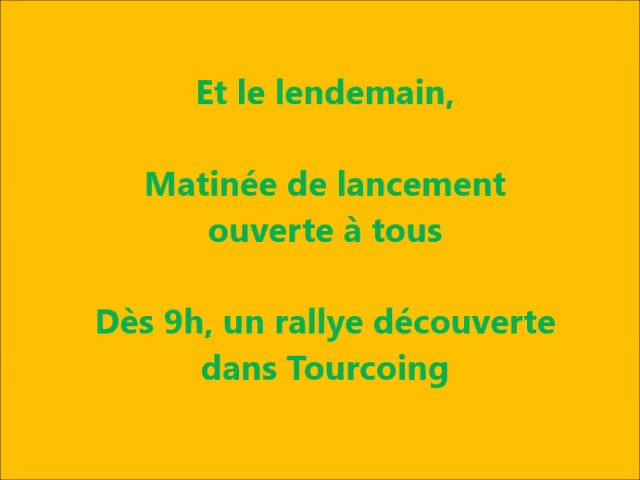 Et le lendemain,
Matinée de lancement
ouverte à tous
Dès 9h, un rallye découverte
dans Tourcoing